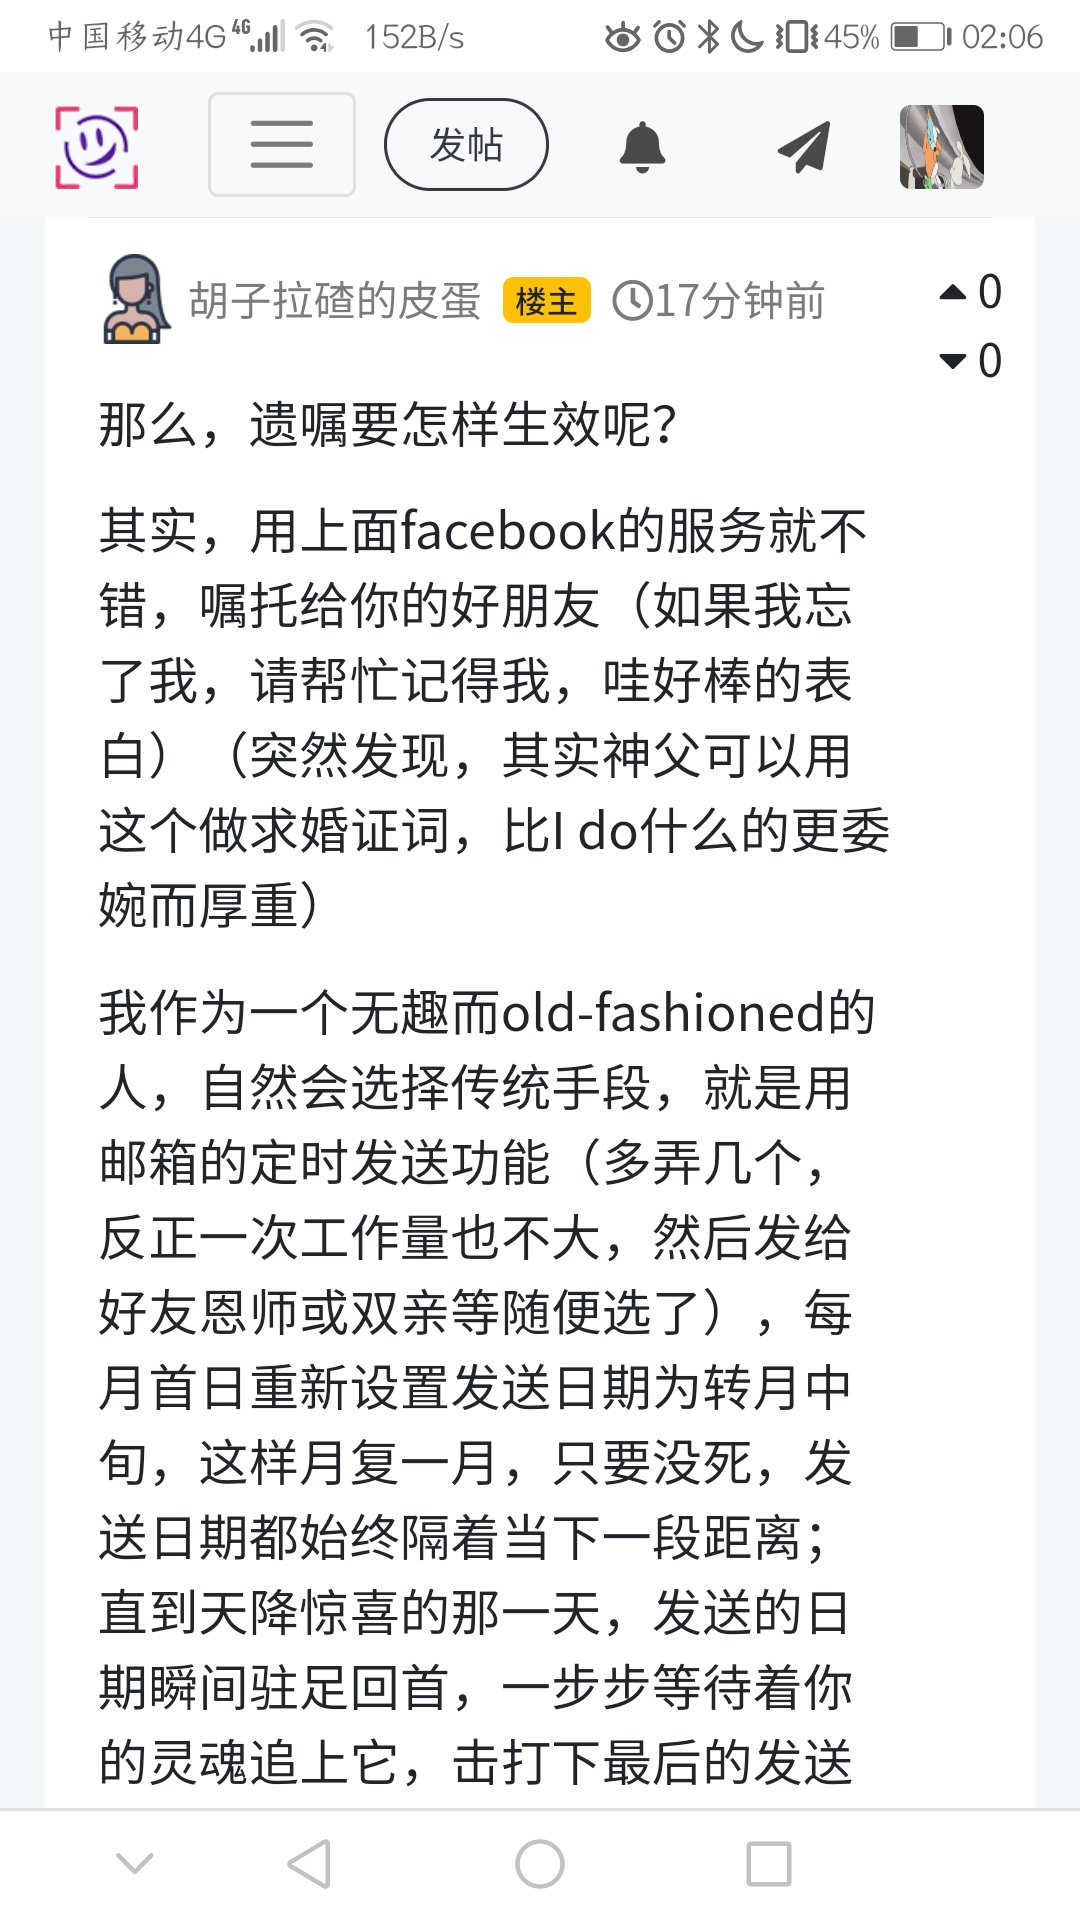 中国移动4G 4G 152B/s 45% 02:06
发帖
胡子拉碴的皮蛋 楼主 17分钟前 0
0
那么，遗嘱要怎样生效呢？
其实，用上面facebook的服务就不
错，嘱托给你的好朋友（如果我忘
了我，请帮忙记得我，哇好棒的表
白）（突然发现，其实神父可以用
这个做求婚证词，比I do什么的更委
婉而厚重）
我作为一个无趣而old-fashioned的
人，自然会选择传统手段，就是用
邮箱的定时发送功能（多弄几个，
反正一次工作量也不大，然后发给
好友恩师或双亲等随便选了），每
月首日重新设置发送日期为转月中
旬，这样月复一月，只要没死，发
送日期都始终隔着当下一段距离；
直到天降惊喜的那一天，发送的日
期瞬间驻足回首，一步步等待着你
的灵魂追上它，击打下最后的发送